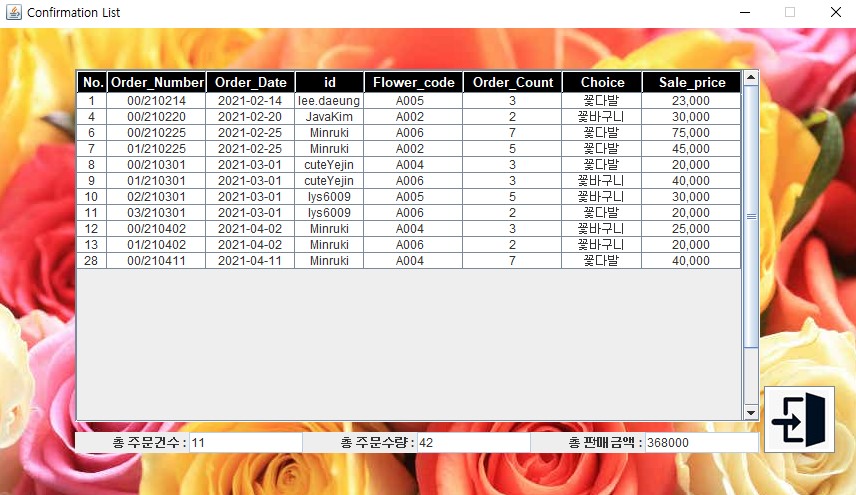 Confirmation List
No. Order_Number Order_Date id Flower_code Order_Count Choice Sale_price
1 00/210214 2021-02-14 lee.daeung A005 3 꽃다발 23,000
4 00/210220 2021-02-20 JavaKim A002 2 꽃바구니 30,000
6 00/210225 2021-02-25 Minruki A006 7 꽃다발 75,000
7 01/210225 2021-02-25 Minruki A002 5 꽃다발 45,000
8 00/210301 2021-03-01 cuteYejin A004 3 꽃다발 20,000
9 01/210301 2021-03-01 cuteYejin A006 3 꽃바구니 40,000
10 02/210301 2021-03-01 lys6009 A005 5 꽃바구니 30,000
11 03/210301 2021-03-01 lys6009 A006 2 꽃다발 20,000
12 00/210402 2021-04-02 Minruki A004 3 꽃바구니 25,000
13 01/210402 2021-04-02 Minruki A006 2 꽃바구니 20,000
28 00/210411 2021-04-11 Minruki A004 7 꽃다발 40,000
총 주문건수 : 11 총 주문수량 : 42 총 판매금액 : 368000